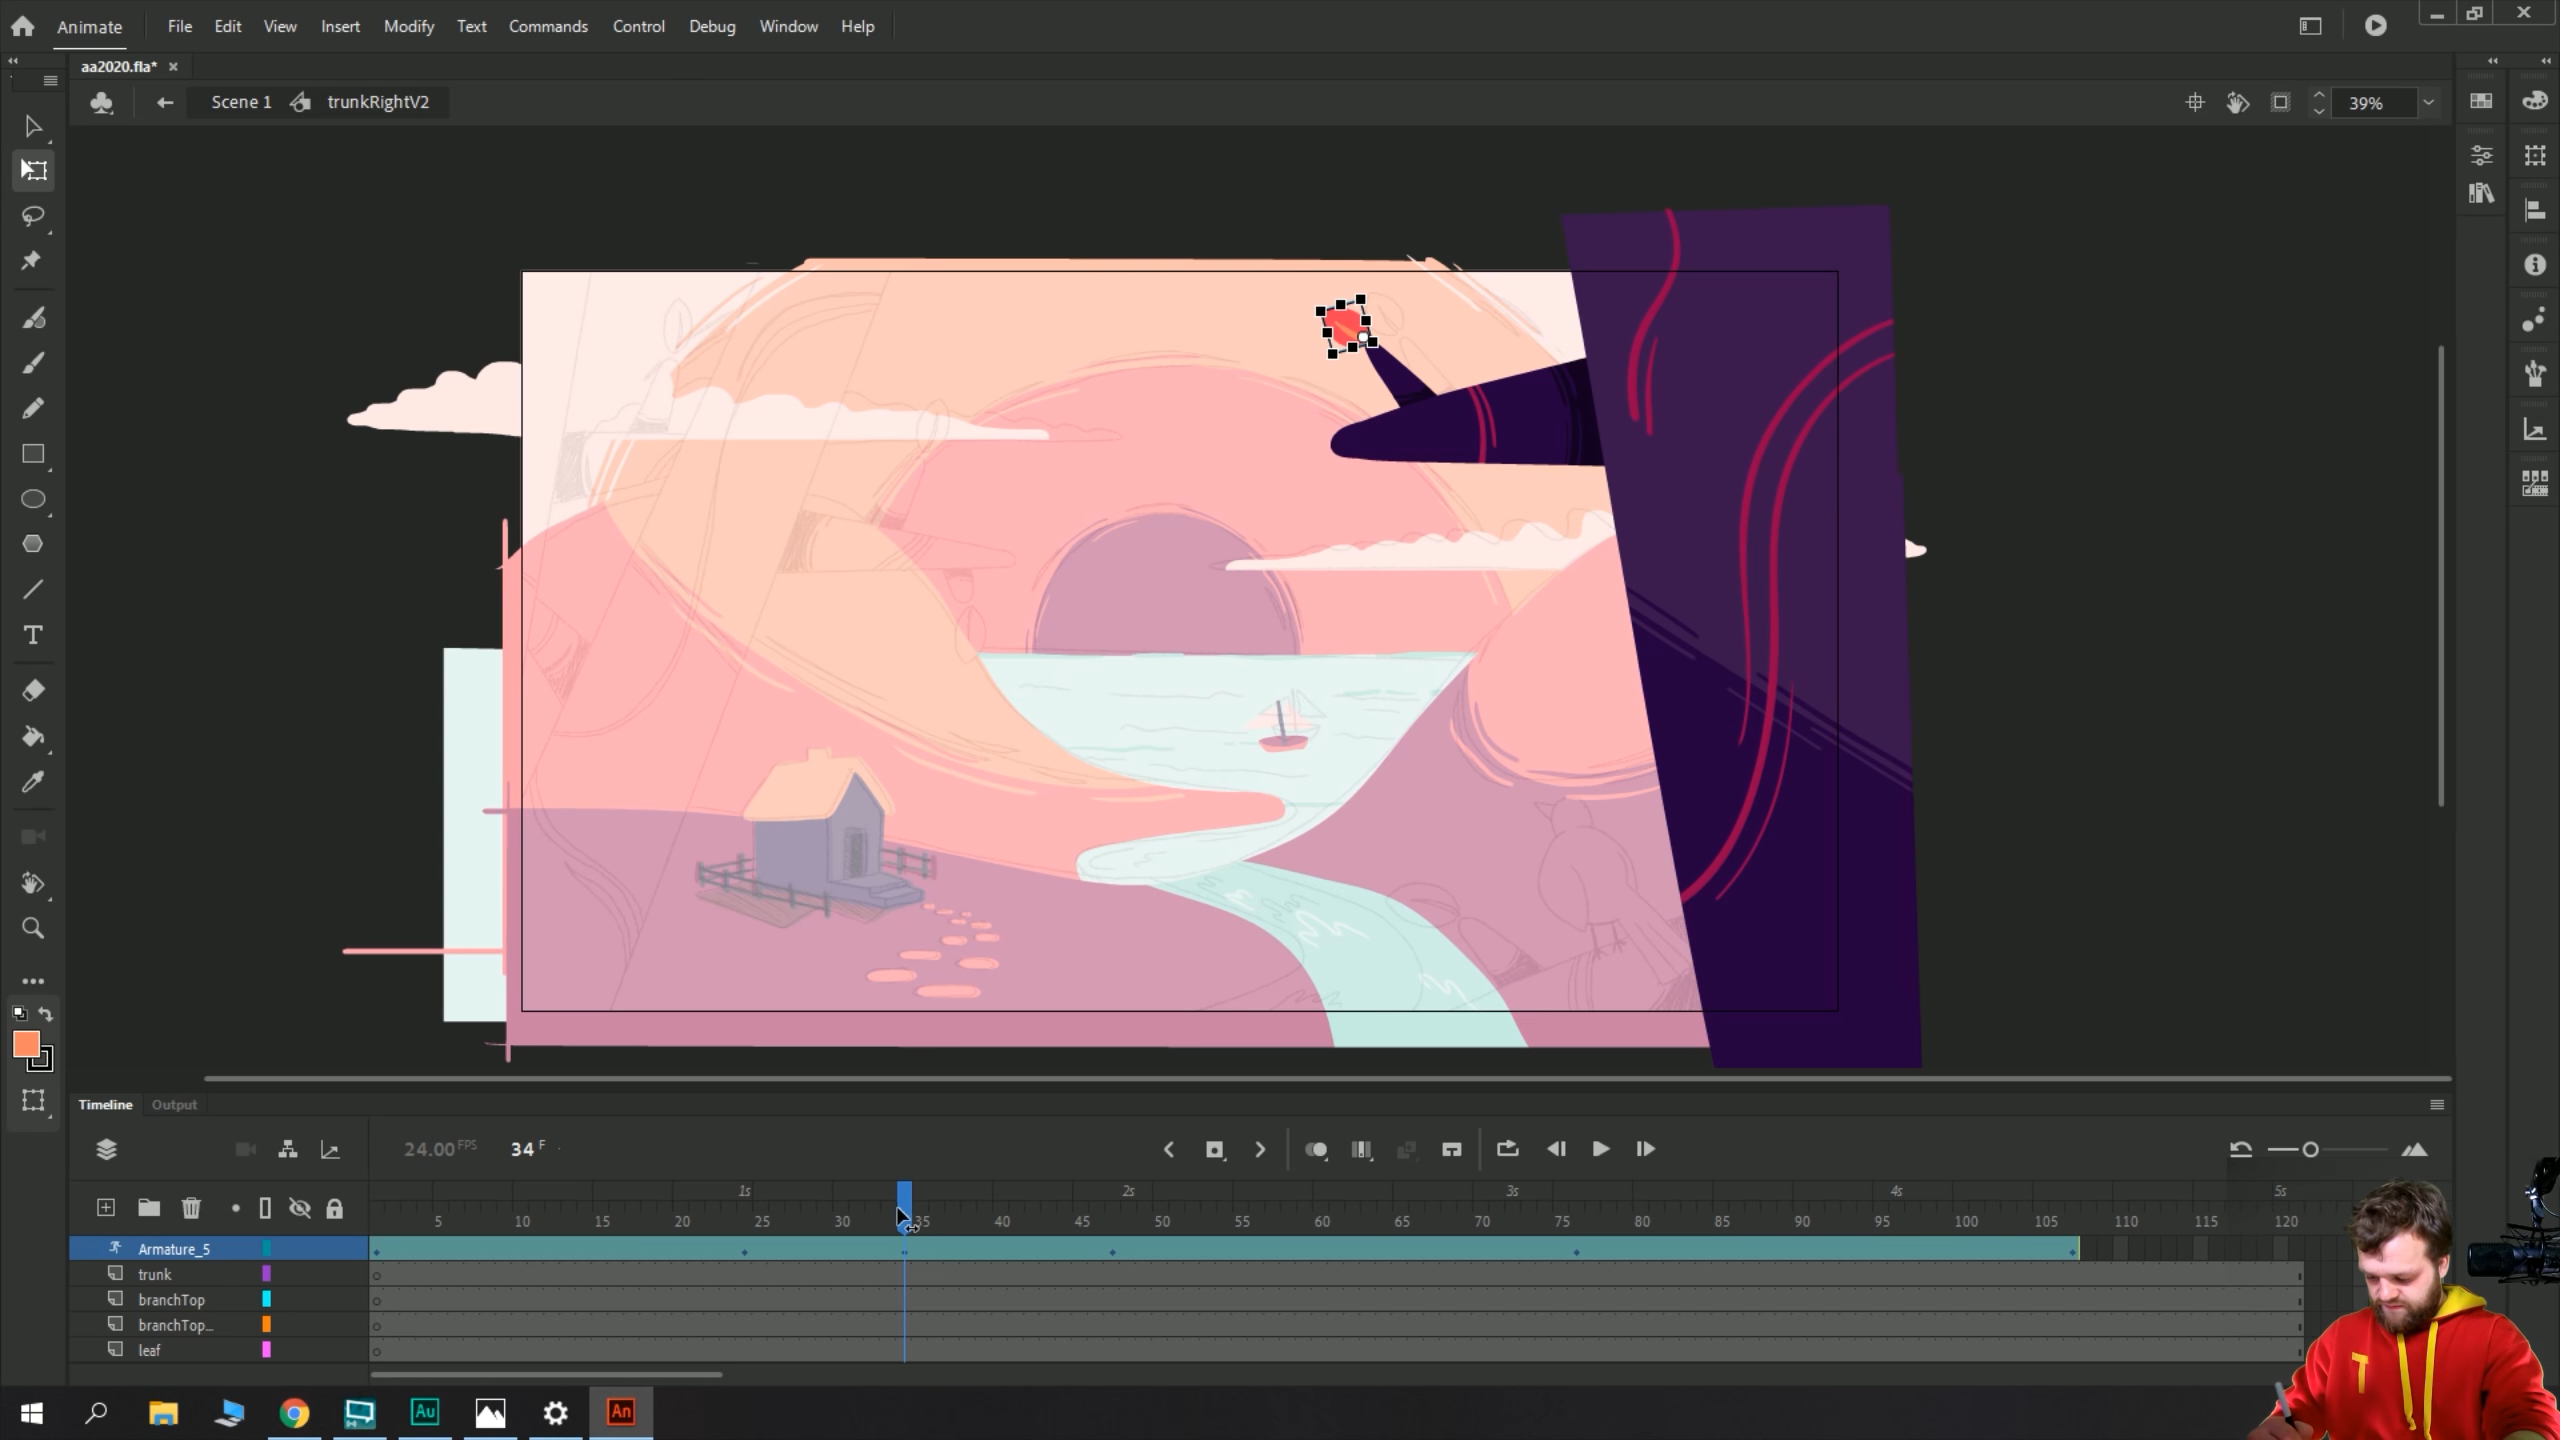 Animate File Edit View Insert Modify Text Commands Control Debug Window Help
aa2020.fla* ×
Scene 1 trunkRightV2 39%
T
Timeline Output
24.00 FPS 34 F
1s 2s 3s 4s 5s
5 10 15 20 25 30 35 40 45 50 55 60 65 70 75 80 85 90 95 100 105 110 115 120
Armature_5
trunk
branchTop
branchTop...
leaf
Au An